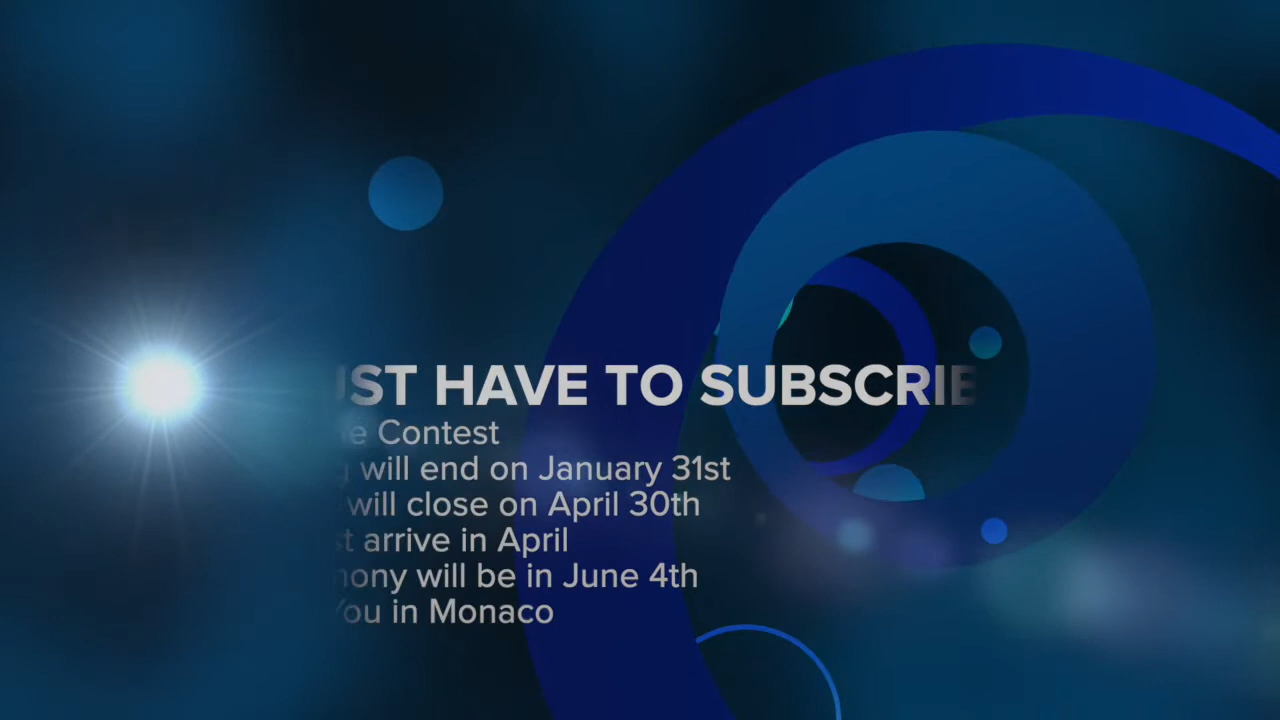 UST HAVE TO SUBSCRIB
Contest
will end on January 31st
will close on April 30th
arrive in April
will be in June 4th
You in Monaco